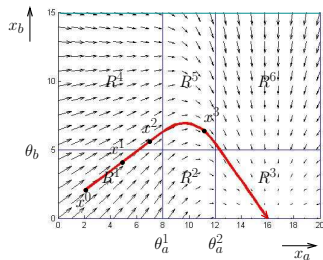 x_b
15
10
5
0
θ_b
R^4 R^5 R^6
x^2 x^3
x^1
R^1 R^2 R^3
x^0
0 2 4 6 8 10 12 14 16 18 20
θ_a^1 θ_a^2 x_a